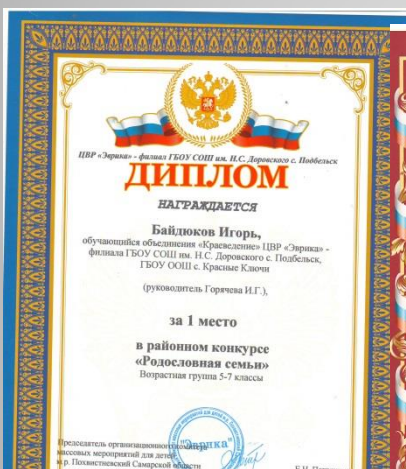 ЦВР «Эврика» - филиал ГБОУ СОШ им. Н.С. Доровского с. Подбельск
ДИПЛОМ
НАГРАЖДАЕТСЯ
Байдюков Игорь,
обучающийся объединения «Краеведение» ЦВР «Эврика» -
филиала ГБОУ СОШ им. Н.С. Доровского с. Подбельск,
ГБОУ ООШ с. Красные Ключи
(руководитель Горячева И.Г.),
за 1 место
в районном конкурсе
«Родословная семьи»
Возрастная группа 5-7 классы
Председатель организационного комитета
массовых мероприятий для детей
м.р. Похвистневский Самарской области
"Эврика"